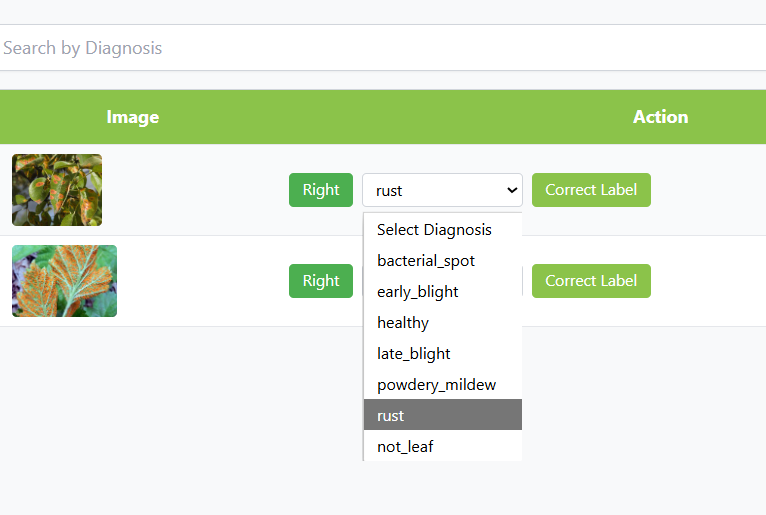 Search by Diagnosis
Image Action
Right rust Correct Label
Select Diagnosis
bacterial_spot
Right Correct Label
early_blight
healthy
late_blight
powdery_mildew
rust
not_leaf